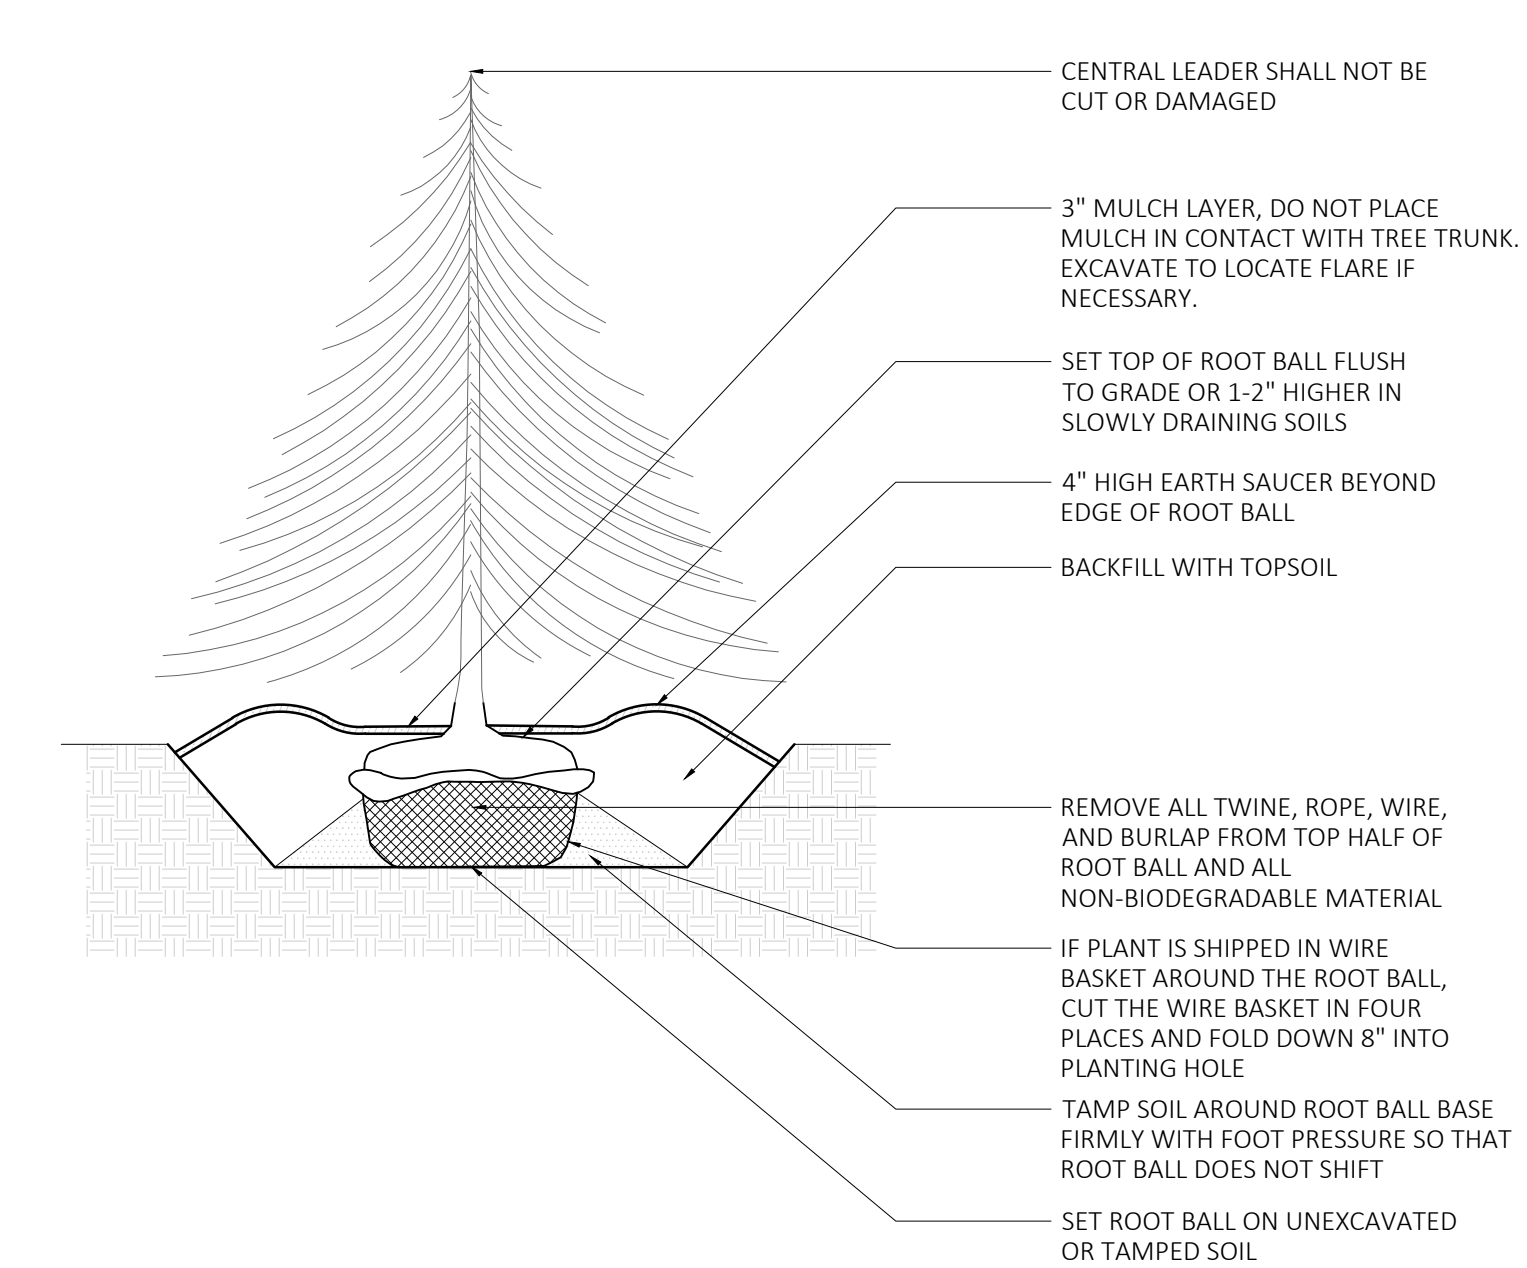 CENTRAL LEADER SHALL NOT BE
CUT OR DAMAGED
3" MULCH LAYER, DO NOT PLACE
MULCH IN CONTACT WITH TREE TRUNK.
EXCAVATE TO LOCATE FLARE IF
NECESSARY.
SET TOP OF ROOT BALL FLUSH
TO GRADE OR 1-2" HIGHER IN
SLOWLY DRAINING SOILS
4" HIGH EARTH SAUCER BEYOND
EDGE OF ROOT BALL
BACKFILL WITH TOPSOIL
REMOVE ALL TWINE, ROPE, WIRE,
AND BURLAP FROM TOP HALF OF
ROOT BALL AND ALL
NON-BIODEGRADABLE MATERIAL
IF PLANT IS SHIPPED IN WIRE
BASKET AROUND THE ROOT BALL,
CUT THE WIRE BASKET IN FOUR
PLACES AND FOLD DOWN 8" INTO
PLANTING HOLE
TAMP SOIL AROUND ROOT BALL BASE
FIRMLY WITH FOOT PRESSURE SO THAT
ROOT BALL DOES NOT SHIFT
SET ROOT BALL ON UNEXCAVATED
OR TAMPED SOIL